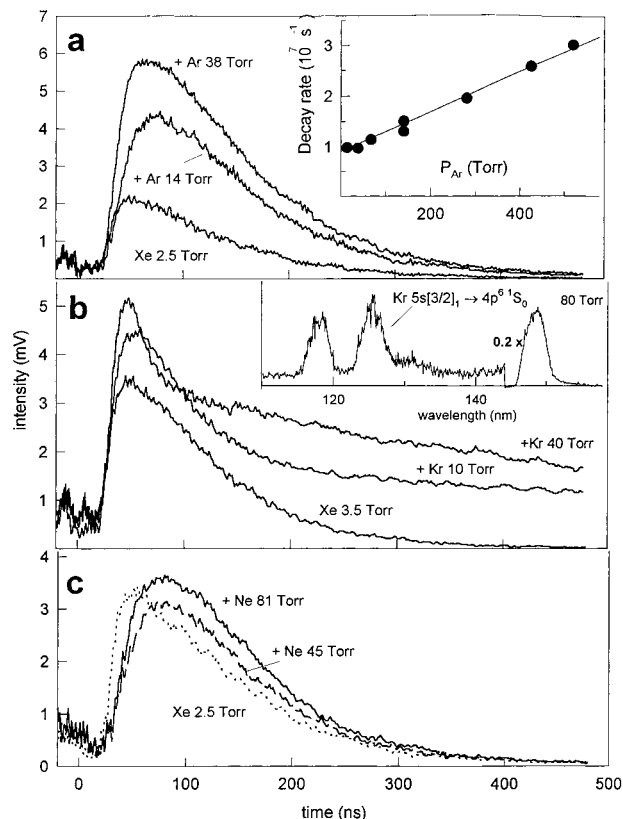 a
7
6
5
4
3
2
1
+ Ar 38 Torr
+ Ar 14 Torr
Xe 2.5 Torr
Decay rate (10⁷ s⁻¹)
3
2
1
200
400
P_Ar (Torr)
0
100
b
intensity (mV)
5
4
3
2
1
Kr 5s[3/2]₁ → 4p⁶ ¹S₀
80 Torr
0.2 x
120
140
wavelength (nm)
+Kr 40 Torr
+ Kr 10 Torr
Xe 3.5 Torr
c
4
3
2
1
0
+ Ne 81 Torr
+ Ne 45 Torr
Xe 2.5 Torr
0
100
200
300
400
500
time (ns)